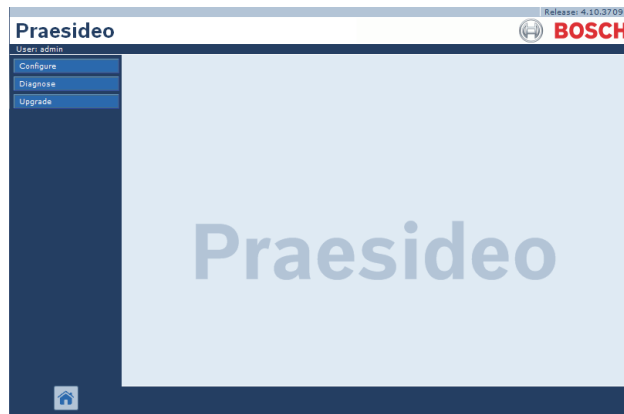 Release: 4.10.3709
Praesideo
BOSCH
User: admin
Configure
Diagnose
Upgrade
Praesideo